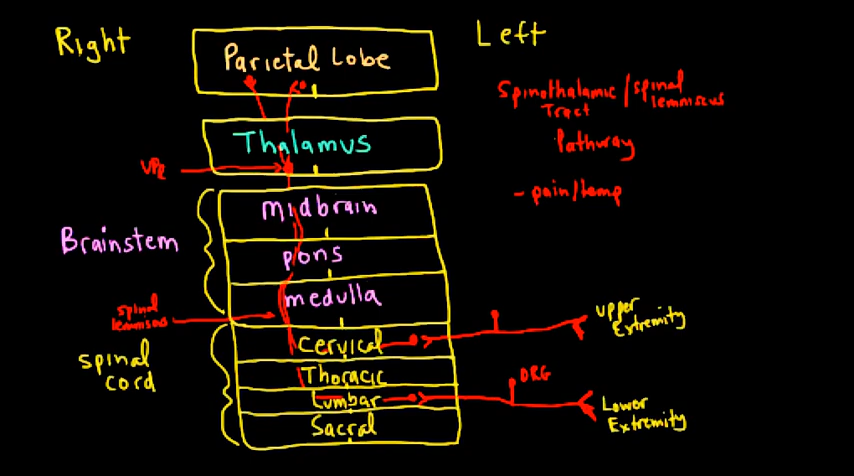 Right
Left
Parietal Lobe
Spinothalamic/spinal
Tract lemniscus
Pathway
- pain/temp
Thalamus
VPL
Brainstem
midbrain
pons
medulla
spinal
lemniscus
spinal
cord
Cervical
Thoracic
Lumbar
Sacral
Upper
Extremity
DRG
Lower
Extremity